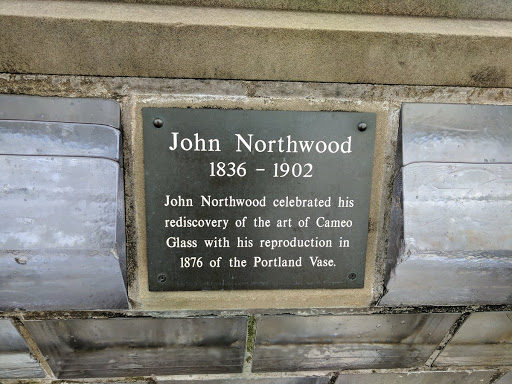 John Northwood
1836 - 1902
John Northwood celebrated his
rediscovery of the art of Cameo
Glass with his reproduction in
1876 of the Portland Vase.